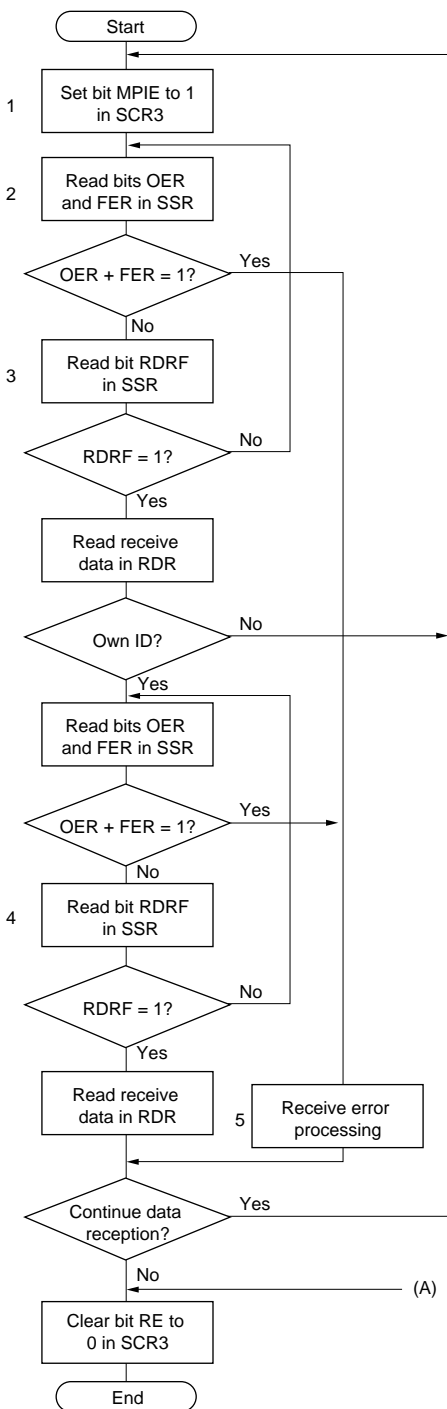 Start
1
Set bit MPIE to 1
in SCR3
2
Read bits OER
and FER in SSR
OER + FER = 1?
Yes
No
3
Read bit RDRF
in SSR
RDRF = 1?
No
Yes
Read receive
data in RDR
Own ID?
No
Yes
Read bits OER
and FER in SSR
OER + FER = 1?
Yes
No
4
Read bit RDRF
in SSR
RDRF = 1?
No
Yes
Read receive
data in RDR
5
Receive error
processing
Continue data
reception?
Yes
No
(A)
Clear bit RE to
0 in SCR3
End